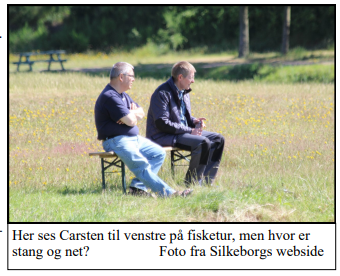 Her ses Carsten til venstre på fisketur, men hvor er
stang og net? Foto fra Silkeborgs webside